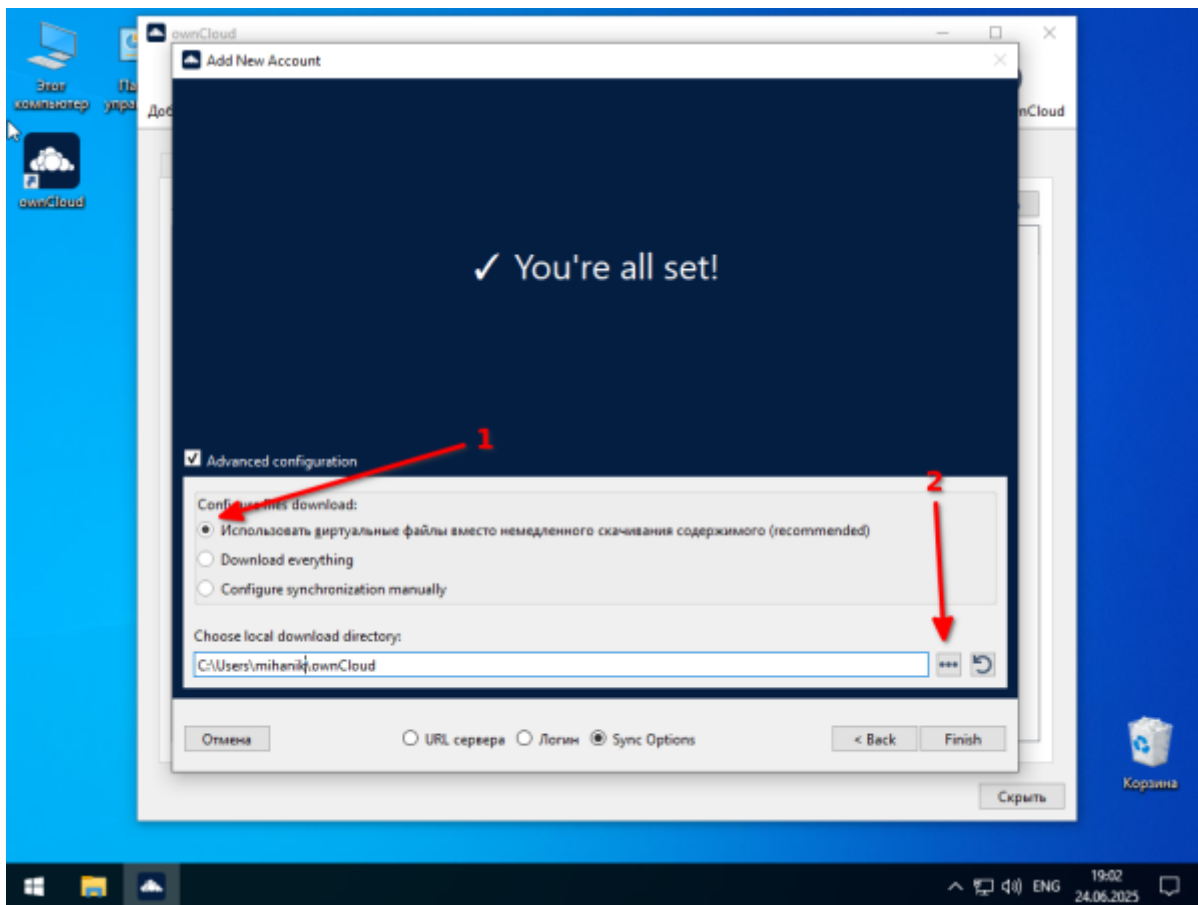 ownCloud
Add New Account
Этот
компьютер
ownCloud
nCloud
✓ You're all set!
1
Advanced configuration
2
Configure files download:
Использовать виртуальные файлы вместо немедленного скачивания содержимого (recommended)
Download everything
Configure synchronization manually
Choose local download directory:
C:\Users\mihanik\ownCloud
Отмена
URL сервера
Логин
Sync Options
< Back
Finish
Скрыть
Корзина
ENG
19:02
24.06.2025